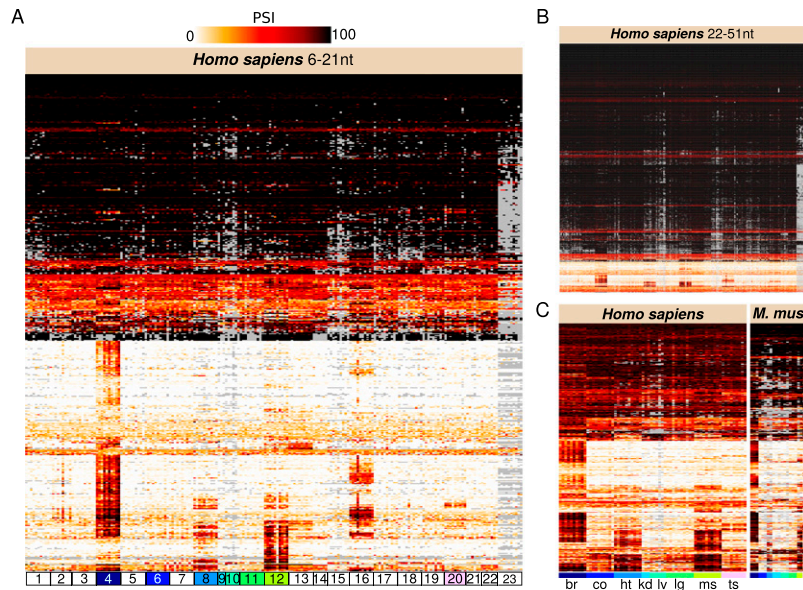 A
PSI
0
100
Homo sapiens 6-21nt
1 2 3 4 5 6 7 8 9 10 11 12 13 14 15 16 17 18 19 20 21 22 23
B
Homo sapiens 22-51nt
C
Homo sapiens
M. mus
br co ht kd lv lg ms ts